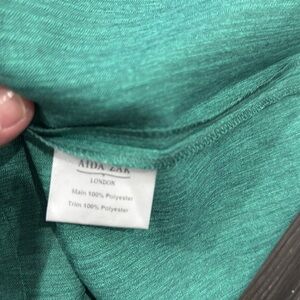 AIDA ZAK
LONDON
Main 100% Polyester
Trim 100% Polyester